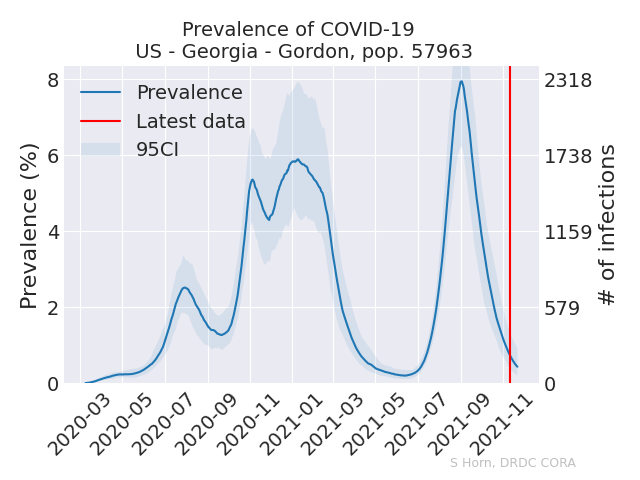 Prevalence of COVID-19
US - Georgia - Gordon, pop. 57963
Prevalence
Latest data
95CI
Prevalence (%)
8
6
4
2
0
# of infections
2318
1738
1159
579
0
2020-03
2020-05
2020-07
2020-09
2020-11
2021-01
2021-03
2021-05
2021-07
2021-09
2021-11
S Horn, DRDC CORA